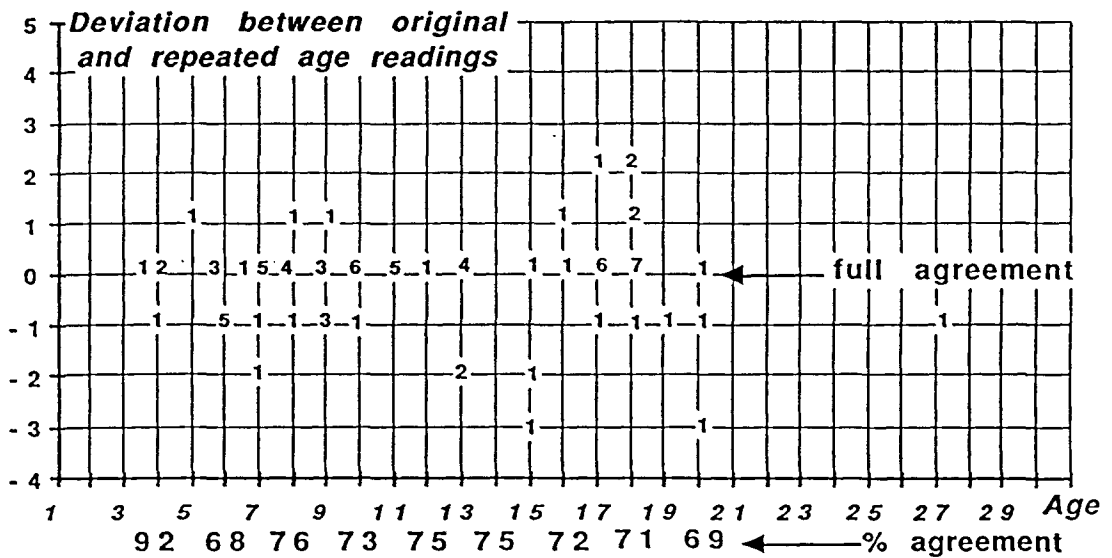 5 Deviation between original
and repeated age readings
4
3
1 2
2
1 1 1 1 2
1
1 2 3 1 5 4 3 6 5 1 4 1 1 6 7 1
0 full agreement
- 1 1 5 1 1 3 1 1 1 1 1 1
- 2 1 2 1
- 3 1 1
- 4
1 3 5 7 9 11 13 15 17 19 21 23 25 27 29 Age
92 68 76 73 75 75 72 71 69 % agreement